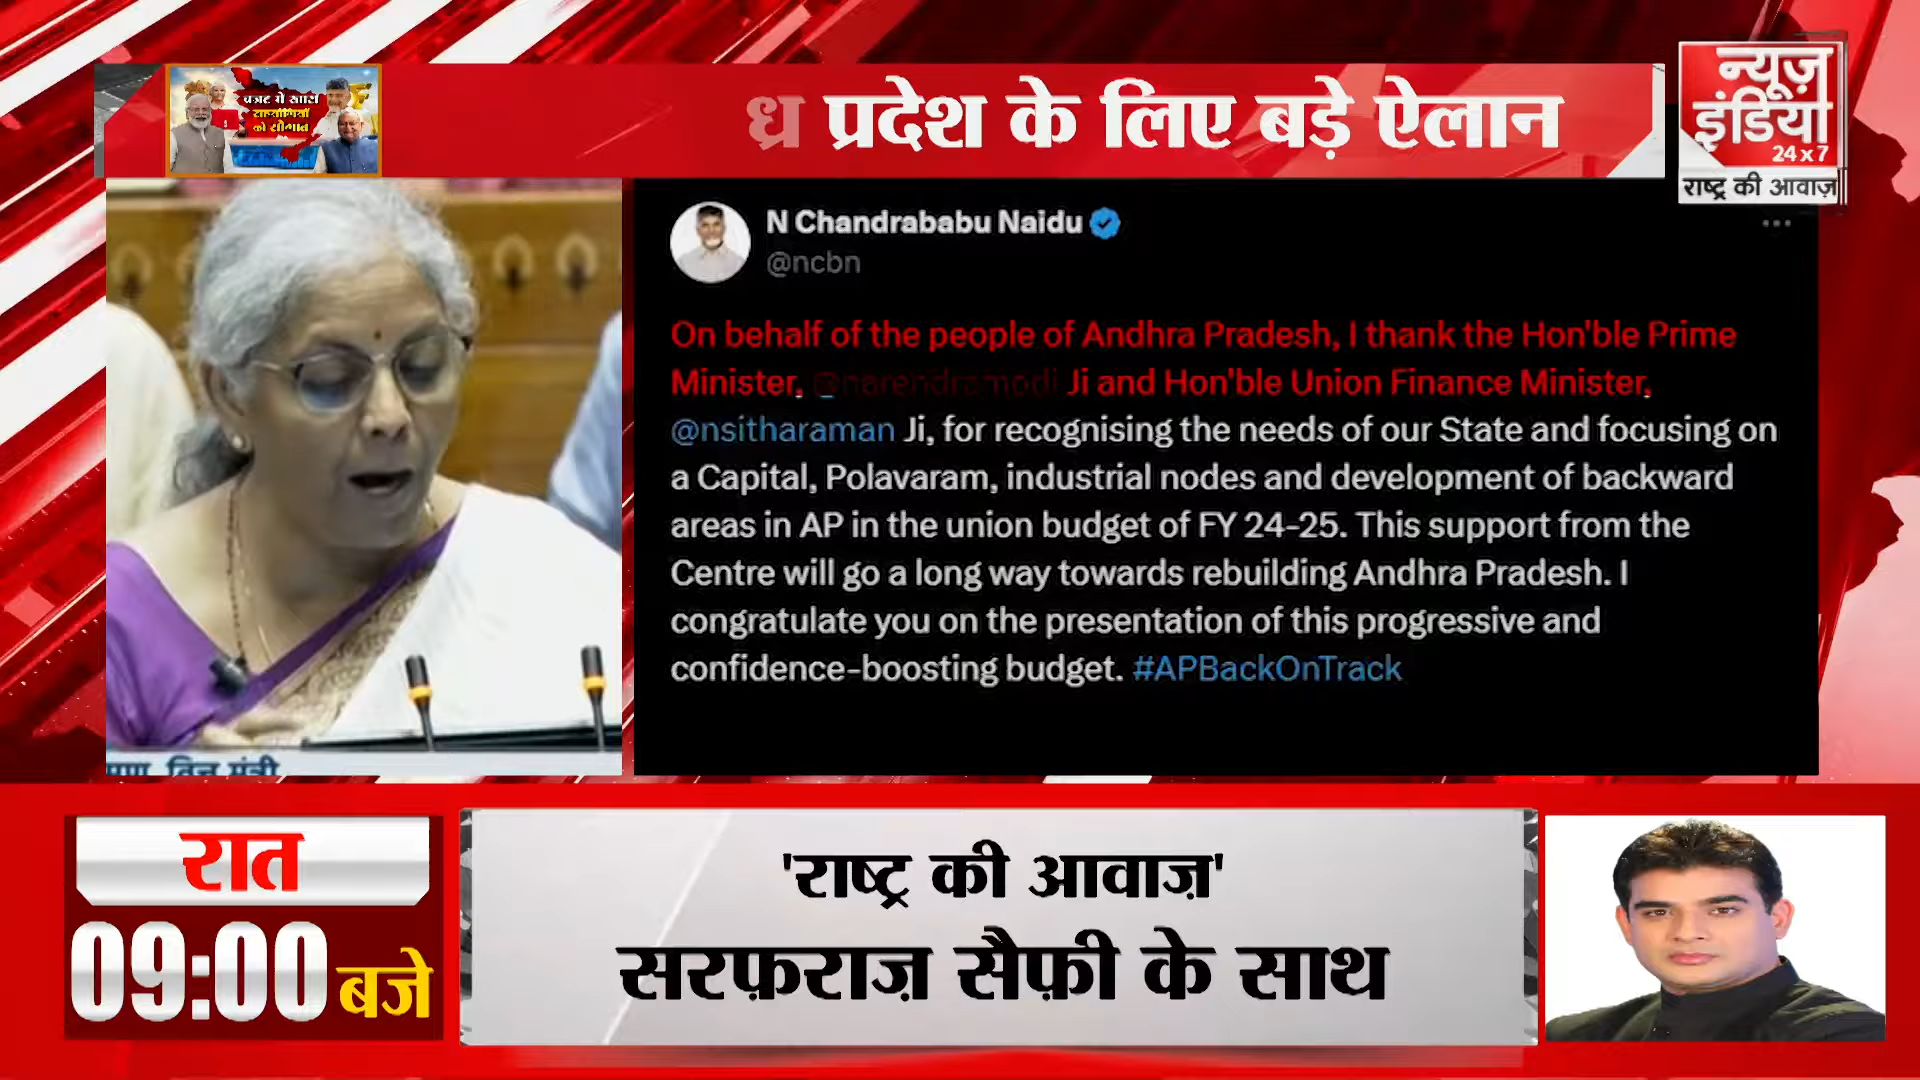 बजट में खास
सहयोगियों
को सौगात
ध्र प्रदेश के लिए बड़े ऐलान
न्यूज़
इंडिया
24x7
राष्ट्र की आवाज़
N Chandrababu Naidu
@ncbn
On behalf of the people of Andhra Pradesh, I thank the Hon'ble Prime
Minister, @narendramodi Ji and Hon'ble Union Finance Minister,
@nsitharaman Ji, for recognising the needs of our State and focusing on
a Capital, Polavaram, industrial nodes and development of backward
areas in AP in the union budget of FY 24-25. This support from the
Centre will go a long way towards rebuilding Andhra Pradesh. I
congratulate you on the presentation of this progressive and
confidence-boosting budget. #APBackOnTrack
वित्त मंत्री
रात
09:00 बजे
'राष्ट्र की आवाज़'
सरफ़राज़ सैफ़ी के साथ